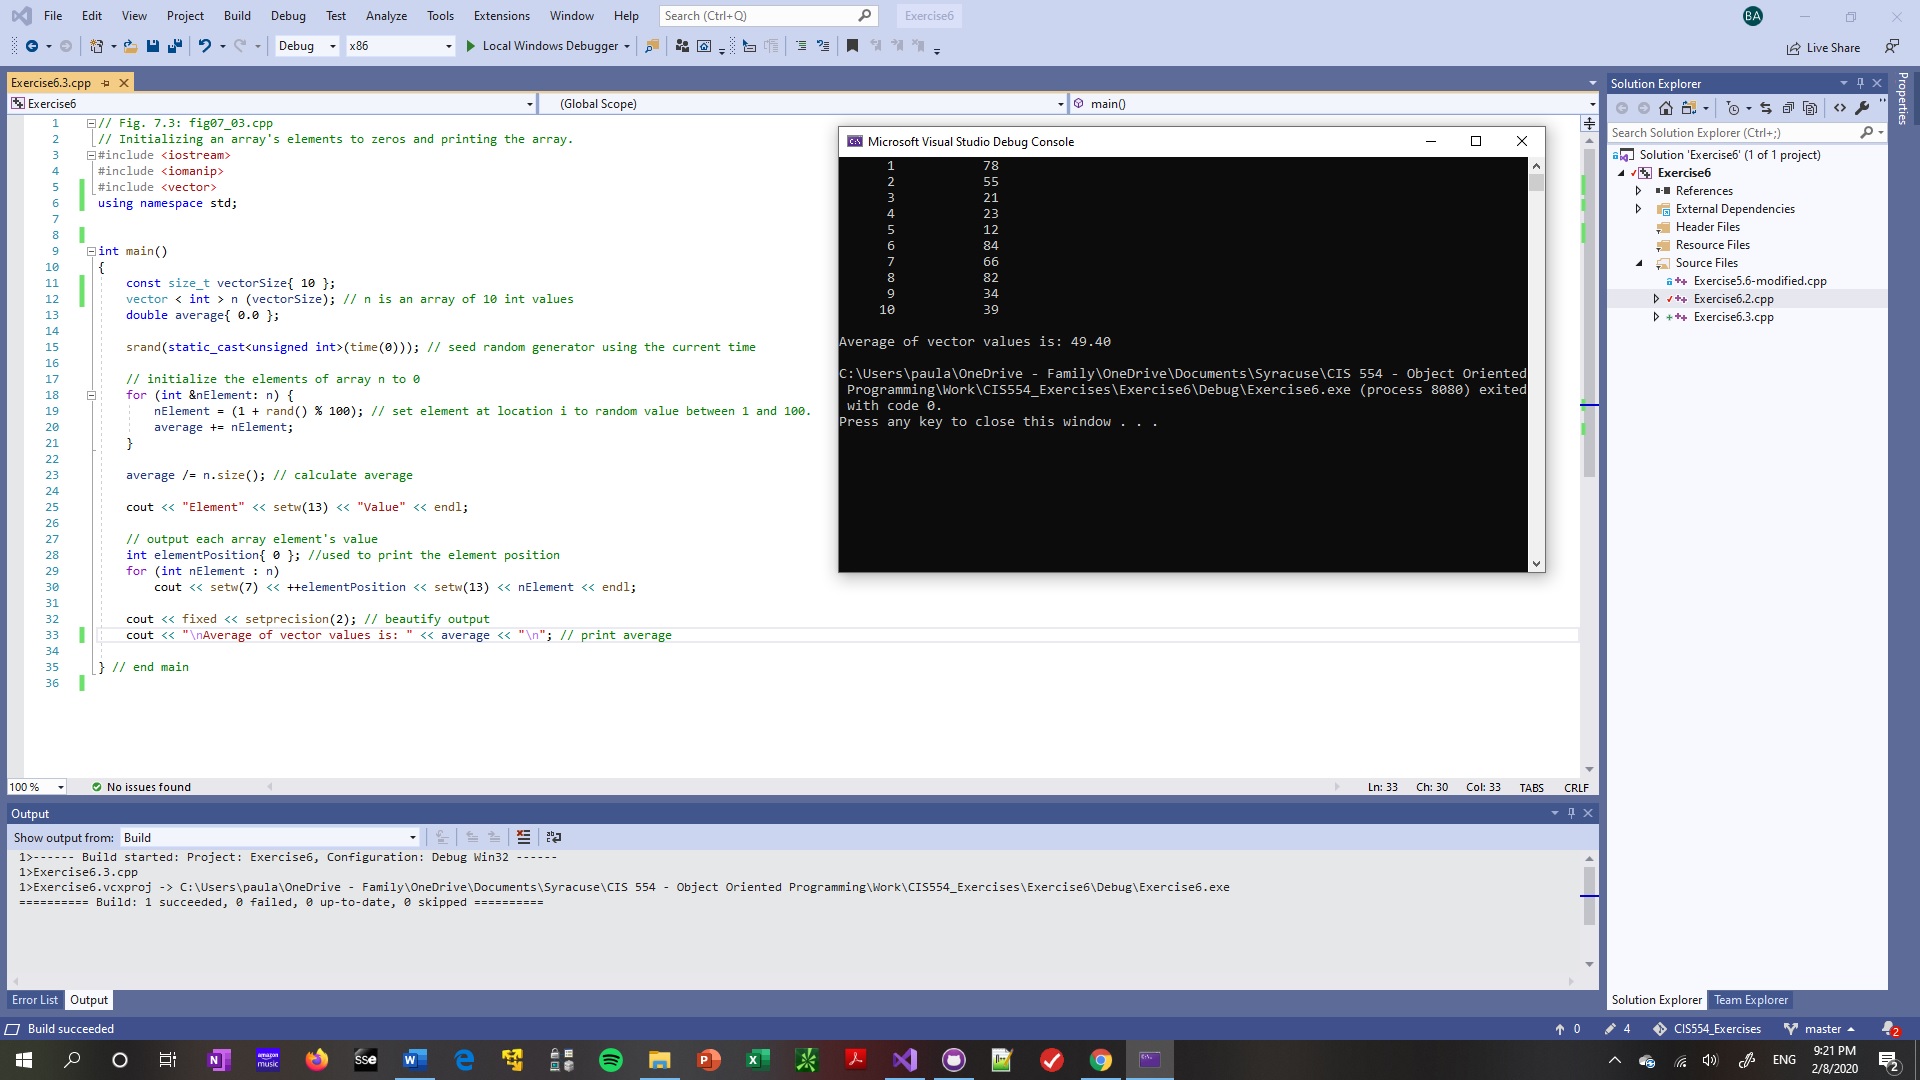 File Edit View Project Build Debug Test Analyze Tools Extensions Window Help Search (Ctrl+Q) Exercise6 BA
Debug x86 Local Windows Debugger Live Share
Exercise6.3.cpp
Exercise6 (Global Scope) main()
1 // Fig. 7.3: fig07_03.cpp
2 // Initializing an array's elements to zeros and printing the array.
3 #include <iostream>
4 #include <iomanip>
5 #include <vector>
6 using namespace std;
7
8
9 int main()
10 {
11 const size_t vectorSize{ 10 };
12 vector < int > n (vectorSize); // n is an array of 10 int values
13 double average{ 0.0 };
14
15 srand(static_cast<unsigned int>(time(0))); // seed random generator using the current time
16
17 // initialize the elements of array n to 0
18 for (int &nElement: n) {
19 nElement = (1 + rand() % 100); // set element at location i to random value between 1 and 100.
20 average += nElement;
21 }
22
23 average /= n.size(); // calculate average
24
25 cout << "Element" << setw(13) << "Value" << endl;
26
27 // output each array element's value
28 int elementPosition{ 0 }; //used to print the element position
29 for (int nElement : n)
30 cout << setw(7) << ++elementPosition << setw(13) << nElement << endl;
31
32 cout << fixed << setprecision(2); // beautify output
33 cout << "\nAverage of vector values is: " << average << "\n"; // print average
34
35 } // end main
36
Microsoft Visual Studio Debug Console
1 78
2 55
3 21
4 23
5 12
6 84
7 66
8 82
9 34
10 39
Average of vector values is: 49.40
C:\Users\paula\OneDrive - Family\OneDrive\Documents\Syracuse\CIS 554 - Object Oriented
Programming\Work\CIS554_Exercises\Exercise6\Debug\Exercise6.exe (process 8080) exited
with code 0.
Press any key to close this window . . .
Solution Explorer
Search Solution Explorer (Ctrl+;)
Solution 'Exercise6' (1 of 1 project)
Exercise6
References
External Dependencies
Header Files
Resource Files
Source Files
Exercise5.6-modified.cpp
Exercise6.2.cpp
Exercise6.3.cpp
Properties
100 % No issues found Ln: 33 Ch: 30 Col: 33 TABS CRLF
Output
Show output from: Build
1>------ Build started: Project: Exercise6, Configuration: Debug Win32 ------
1>Exercise6.3.cpp
1>Exercise6.vcxproj -> C:\Users\paula\OneDrive - Family\OneDrive\Documents\Syracuse\CIS 554 - Object Oriented Programming\Work\CIS554_Exercises\Exercise6\Debug\Exercise6.exe
========== Build: 1 succeeded, 0 failed, 0 up-to-date, 0 skipped ==========
Error List Output
Solution Explorer Team Explorer
Build succeeded 0 4 CIS554_Exercises master 2
N amazon music SSe W P X ENG 9:21 PM
2/8/2020 2